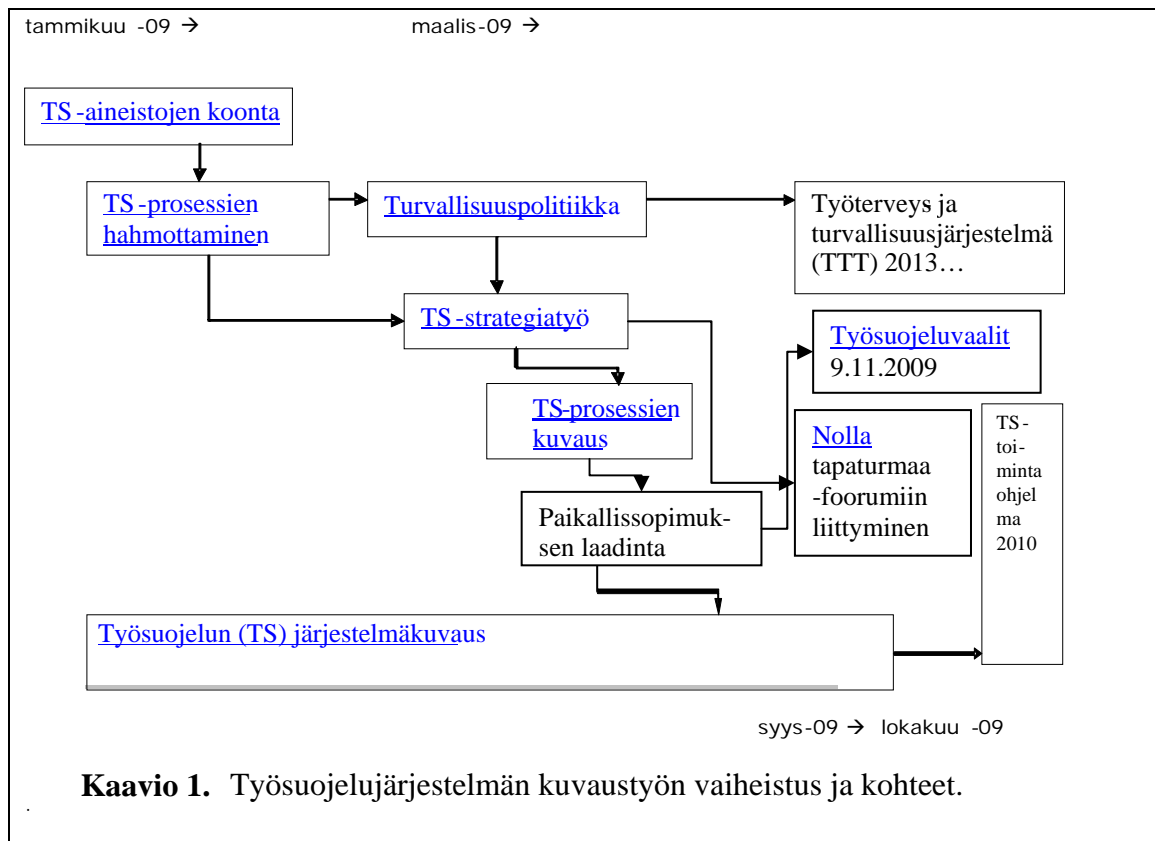 tammikuu -09 → maalis-09 →
TS-aineistojen koonta
TS-prosessien
hahmottaminen
Turvallisuuspolitiikka
Työterveys ja
turvallisuusjärjestelmä
(TTT) 2013…
TS-strategiatyö
Työsuojeluvaalit
9.11.2009
TS-prosessien
kuvaus
Nolla
tapaturmaa
-foorumiin
liittyminen
TS-
toi-
minta
ohjel
ma
2010
Paikallissopimuk-
sen laadinta
Työsuojelun (TS) järjestelmäkuvaus
syys-09 → lokakuu -09
Kaavio 1. Työsuojelujärjestelmän kuvaustyön vaiheistus ja kohteet.
.